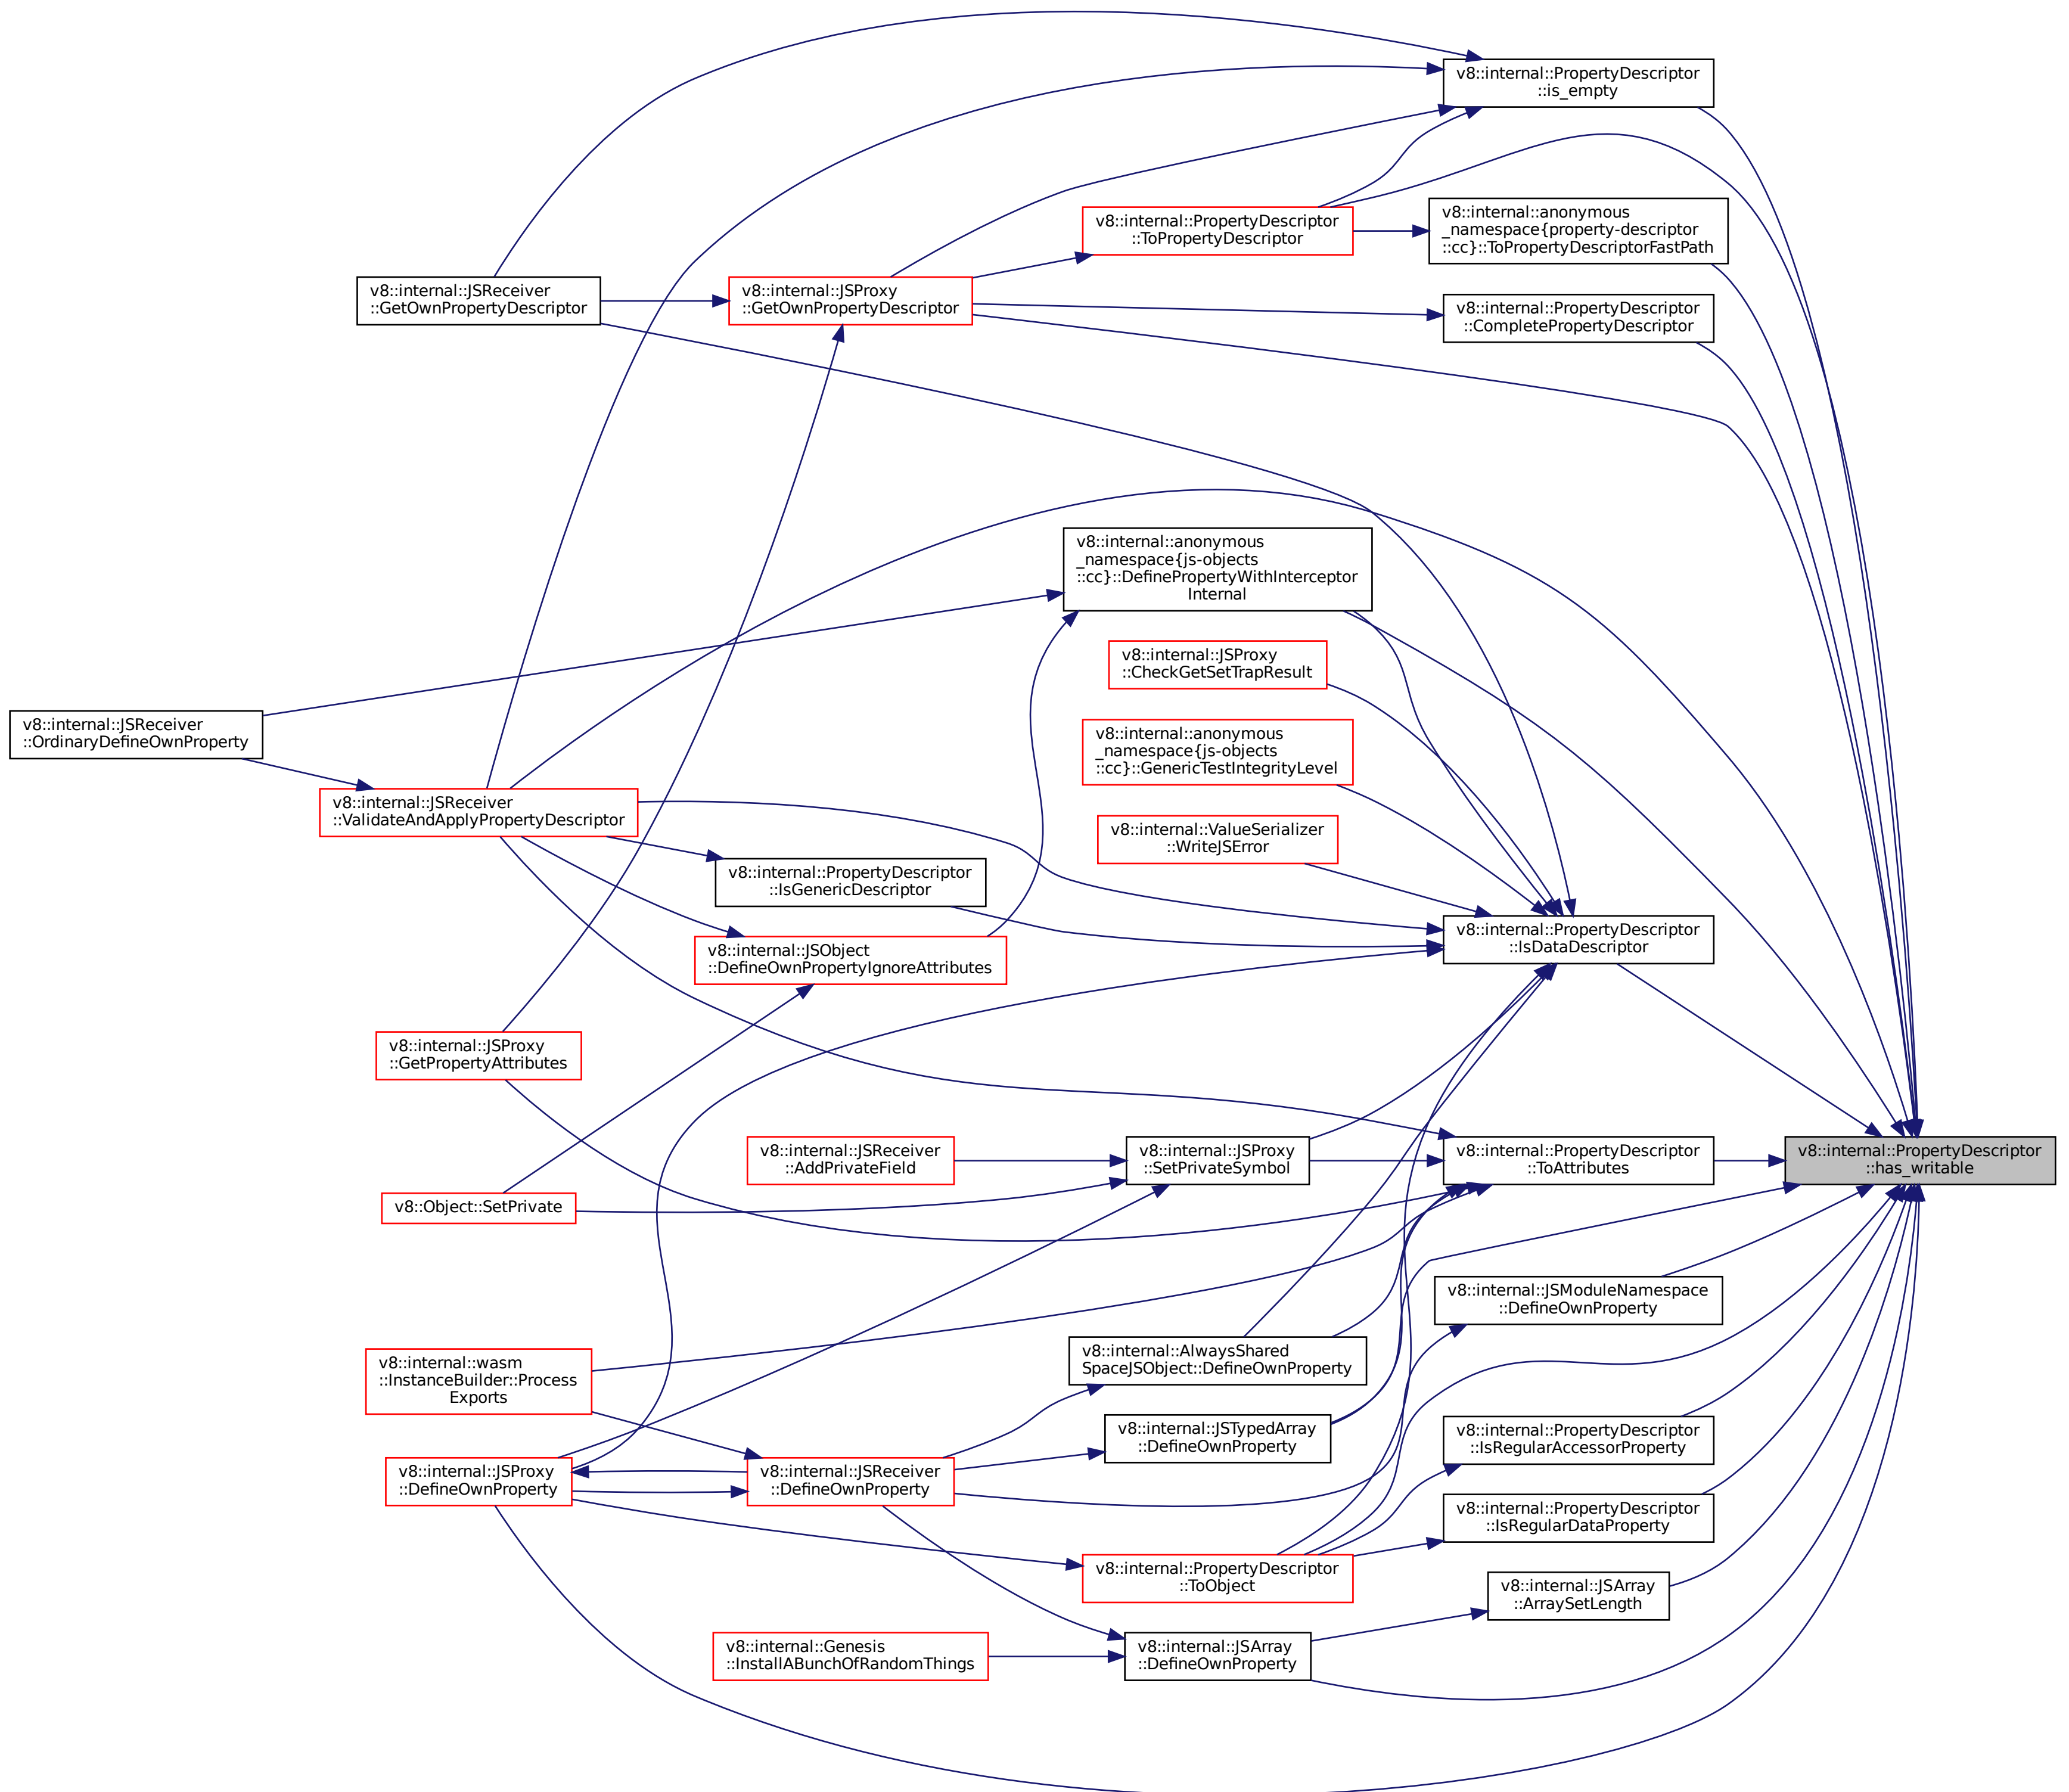 v8::internal::PropertyDescriptor
::is_empty
v8::internal::PropertyDescriptor
::ToPropertyDescriptor
v8::internal::anonymous
_namespace{property-descriptor
::cc}::ToPropertyDescriptorFastPath
v8::internal::JSReceiver
::GetOwnPropertyDescriptor
v8::internal::JSProxy
::GetOwnPropertyDescriptor
v8::internal::PropertyDescriptor
::CompletePropertyDescriptor
v8::internal::anonymous
_namespace{js-objects
::cc}::DefinePropertyWithInterceptor
Internal
v8::internal::JSProxy
::CheckGetSetTrapResult
v8::internal::JSReceiver
::OrdinaryDefineOwnProperty
v8::internal::anonymous
_namespace{js-objects
::cc}::GenericTestIntegrityLevel
v8::internal::JSReceiver
::ValidateAndApplyPropertyDescriptor
v8::internal::ValueSerializer
::WriteJSError
v8::internal::PropertyDescriptor
::IsGenericDescriptor
v8::internal::PropertyDescriptor
::IsDataDescriptor
v8::internal::JSObject
::DefineOwnPropertyIgnoreAttributes
v8::internal::JSProxy
::GetPropertyAttributes
v8::internal::JSReceiver
::AddPrivateField
v8::internal::JSProxy
::SetPrivateSymbol
v8::internal::PropertyDescriptor
::ToAttributes
v8::internal::PropertyDescriptor
::has_writable
v8::Object::SetPrivate
v8::internal::JSModuleNamespace
::DefineOwnProperty
v8::internal::AlwaysShared
SpaceJSObject::DefineOwnProperty
v8::internal::wasm
::InstanceBuilder::Process
Exports
v8::internal::JSTypedArray
::DefineOwnProperty
v8::internal::PropertyDescriptor
::IsRegularAccessorProperty
v8::internal::JSProxy
::DefineOwnProperty
v8::internal::JSReceiver
::DefineOwnProperty
v8::internal::PropertyDescriptor
::IsRegularDataProperty
v8::internal::PropertyDescriptor
::ToObject
v8::internal::JSArray
::ArraySetLength
v8::internal::Genesis
::InstallABunchOfRandomThings
v8::internal::JSArray
::DefineOwnProperty